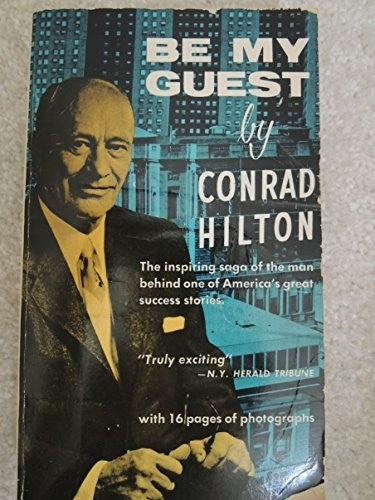 BE MY
GUEST
by
CONRAD
HILTON
The inspiring saga of the man
behind one of America's great
success stories.
"Truly exciting"
—N.Y. HERALD TRIBUNE
with 16 pages of photographs